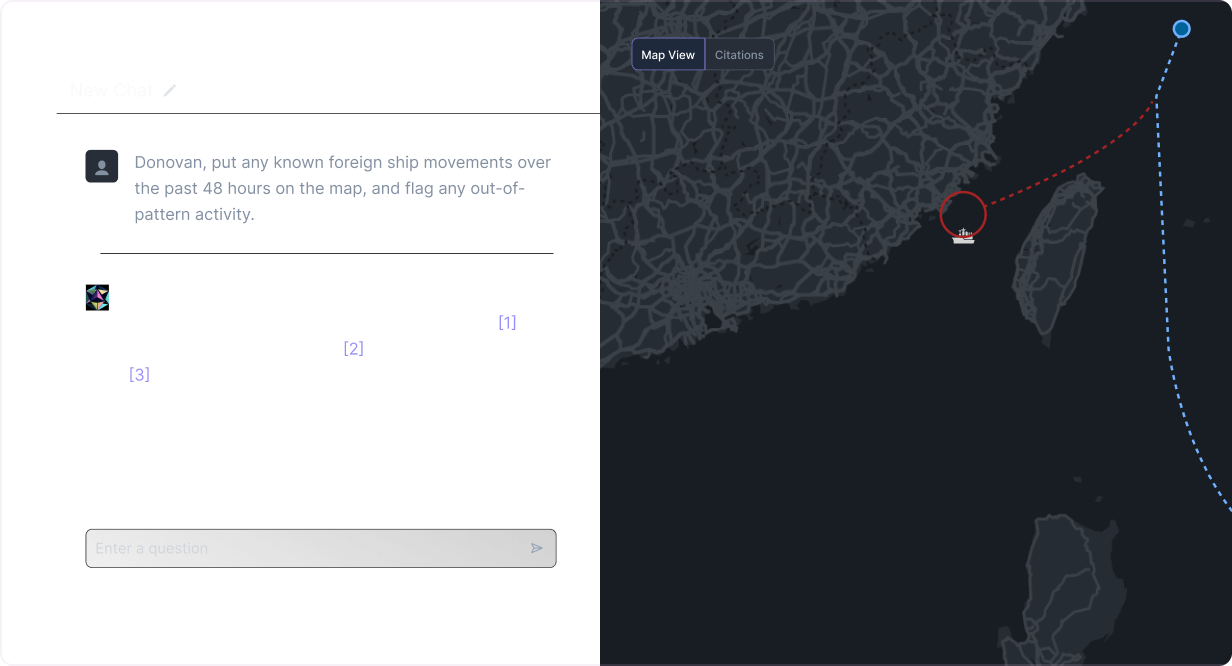 New Chat
Donovan, put any known foreign ship movements over
the past 48 hours on the map, and flag any out-of-
pattern activity.
[1]
[2]
[3]
Enter a question
Map View
Citations